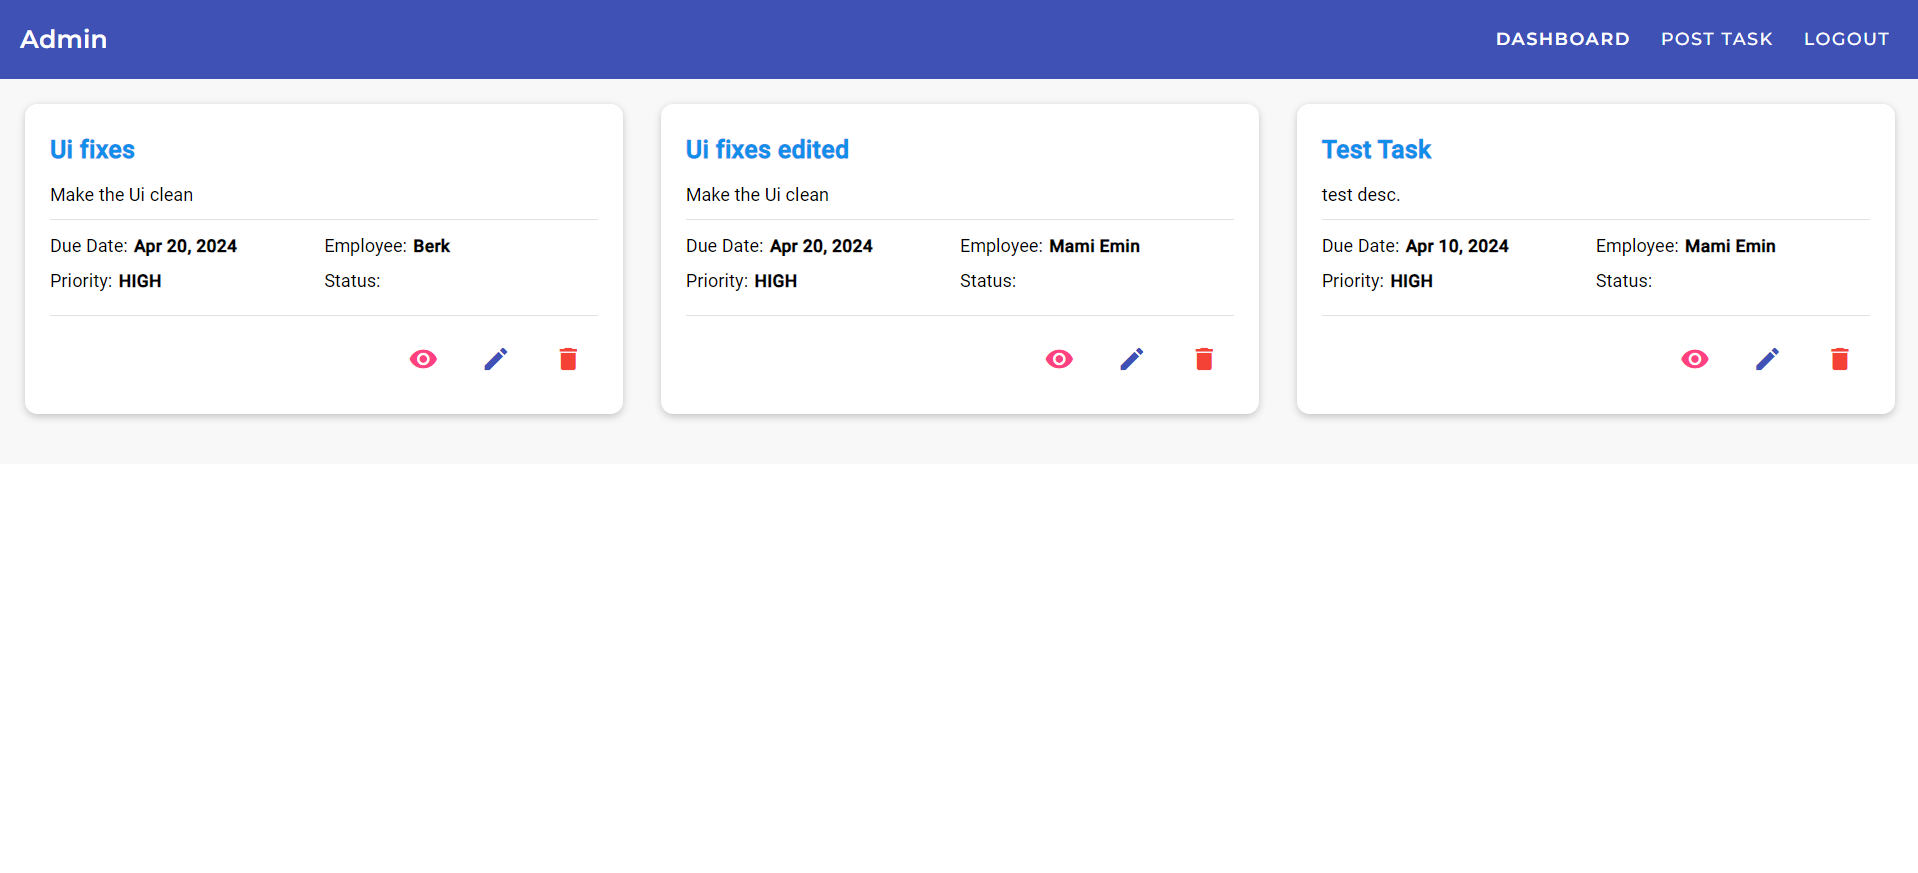 Admin
DASHBOARD POST TASK LOGOUT
Ui fixes
Make the Ui clean
Due Date: Apr 20, 2024 Employee: Berk
Priority: HIGH Status:
Ui fixes edited
Make the Ui clean
Due Date: Apr 20, 2024 Employee: Mami Emin
Priority: HIGH Status:
Test Task
test desc.
Due Date: Apr 10, 2024 Employee: Mami Emin
Priority: HIGH Status: